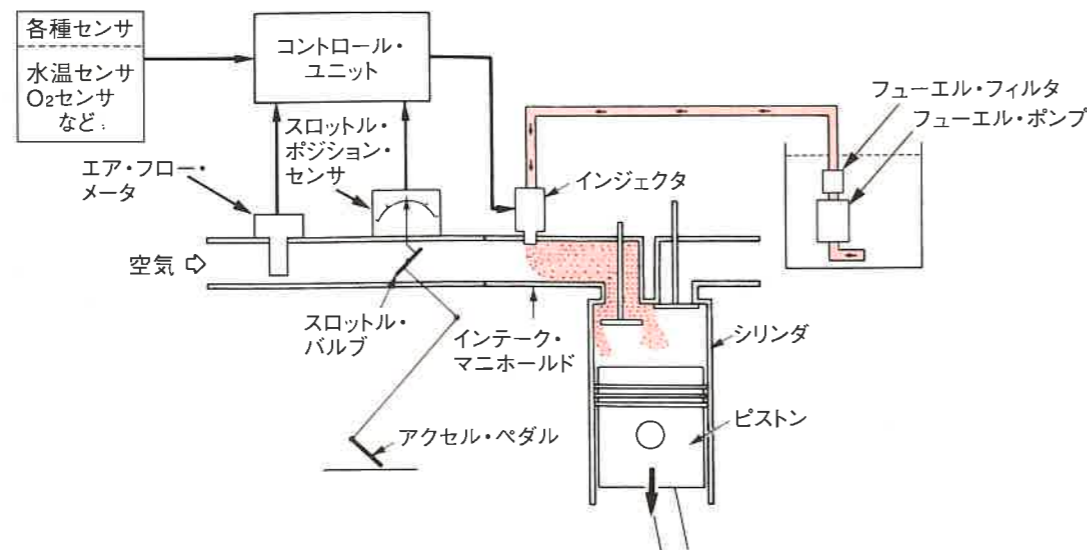 各種センサ
水温センサ
O2センサ
など
コントロール・
ユニット
スロットル・
ポジション・
センサ
エア・フロー・
メータ
インジェクタ
フューエル・フィルタ
フューエル・ポンプ
空気
スロットル・
バルブ
インテーク・
マニホールド
シリンダ
ピストン
アクセル・ペダル